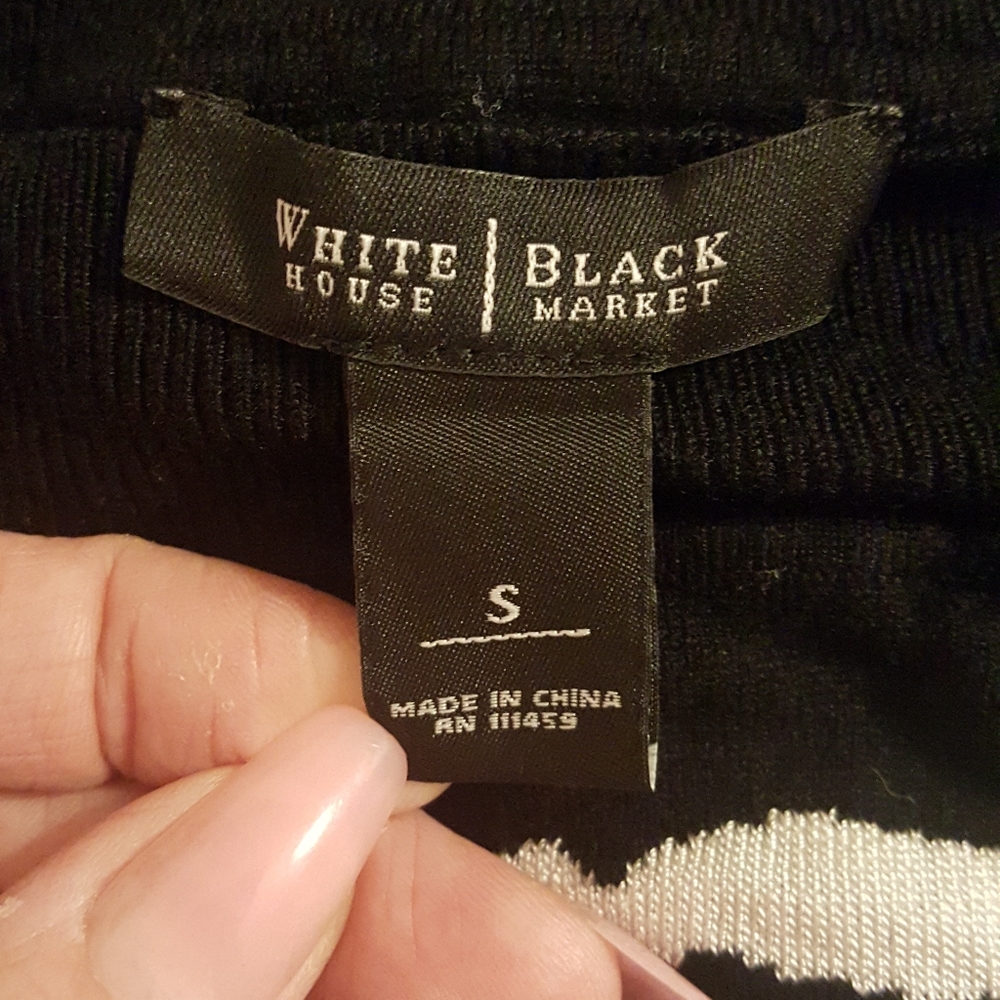 WHITE | BLACK
HOUSE | MARKET
S
MADE IN CHINA
RN 111459